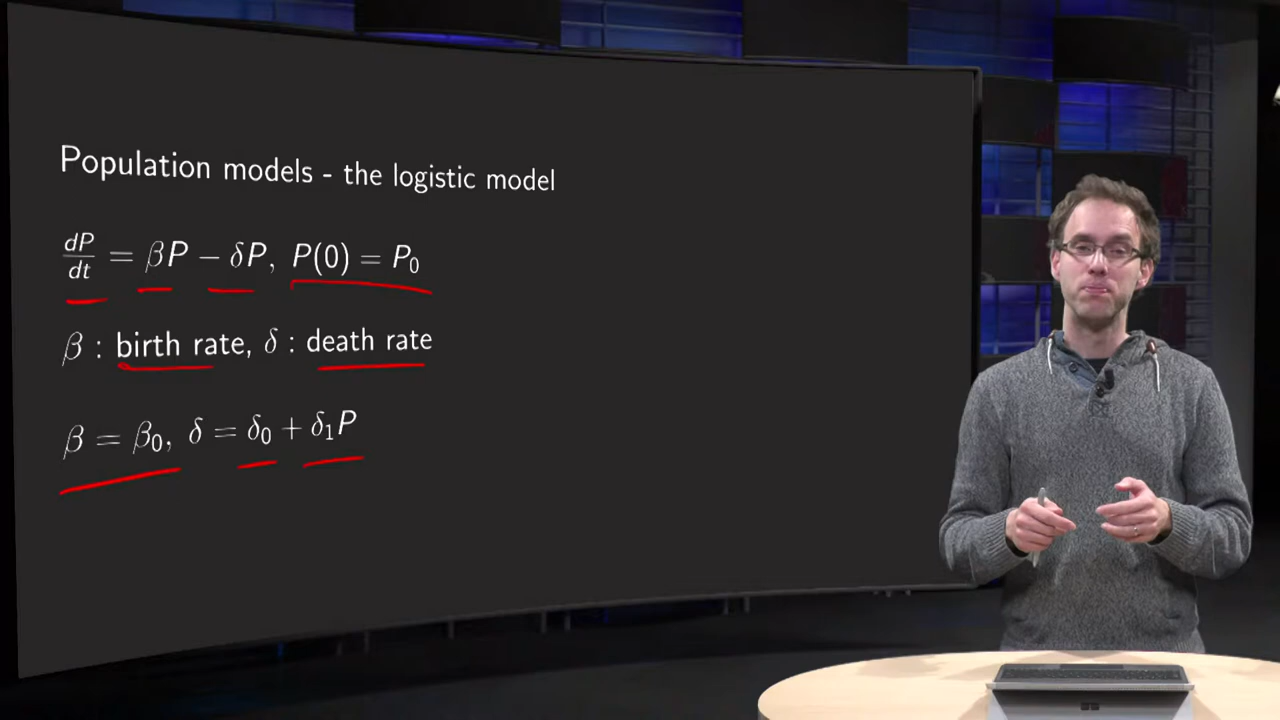 Population models - the logistic model
dP/dt = βP − δP, P(0) = P₀
β : birth rate, δ : death rate
β = β₀, δ = δ₀ + δ₁P